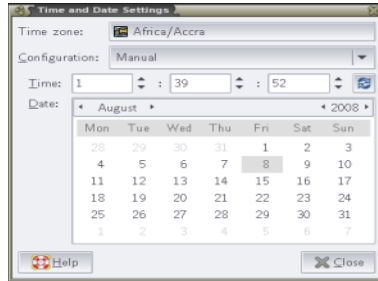 Time and Date Settings
Time zone: Africa/Accra
Configuration: Manual
Time: 1 : 39 : 52
Date: August 2008
Mon Tue Wed Thu Fri Sat Sun
28 29 30 31 1 2 3
4 5 6 7 8 9 10
11 12 13 14 15 16 17
18 19 20 21 22 23 24
25 26 27 28 29 30 31
1 2 3 4 5 6 7
Help Close